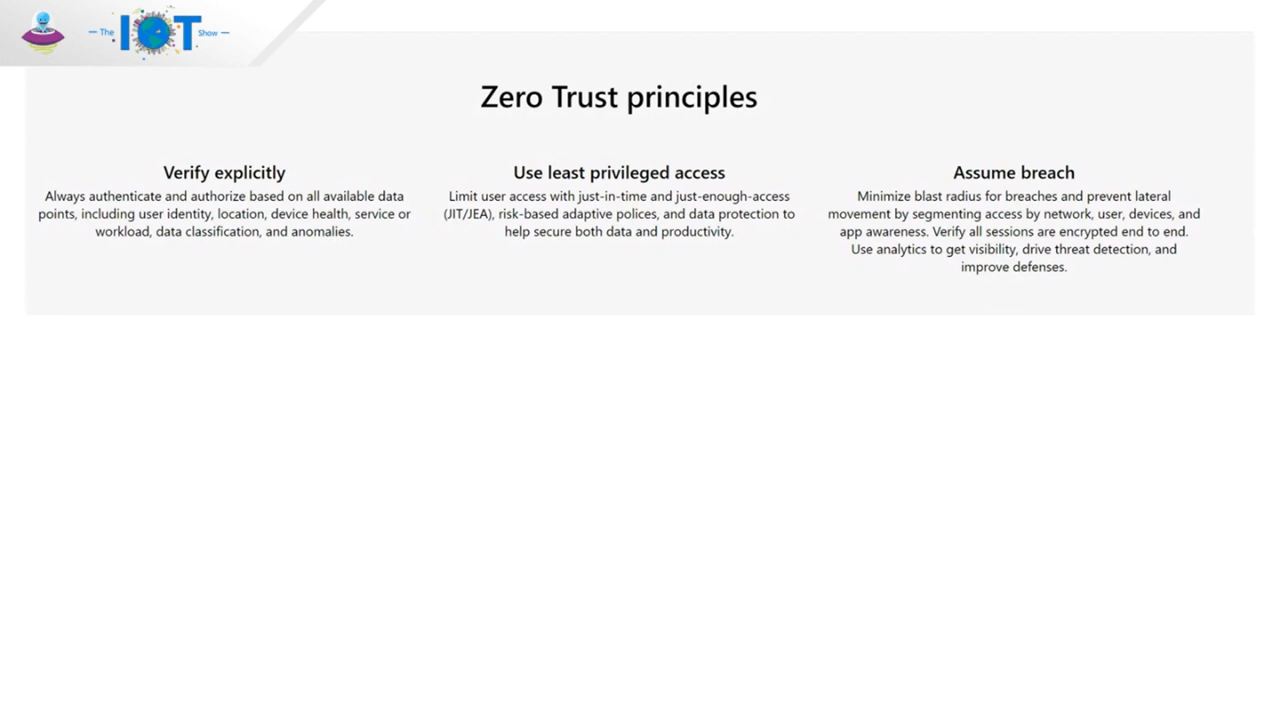 The IOT Show
Zero Trust principles
Verify explicitly
Always authenticate and authorize based on all available data
points, including user identity, location, device health, service or
workload, data classification, and anomalies.
Use least privileged access
Limit user access with just-in-time and just-enough-access
(JIT/JEA), risk-based adaptive polices, and data protection to
help secure both data and productivity.
Assume breach
Minimize blast radius for breaches and prevent lateral
movement by segmenting access by network, user, devices, and
app awareness. Verify all sessions are encrypted end to end.
Use analytics to get visibility, drive threat detection, and
improve defenses.